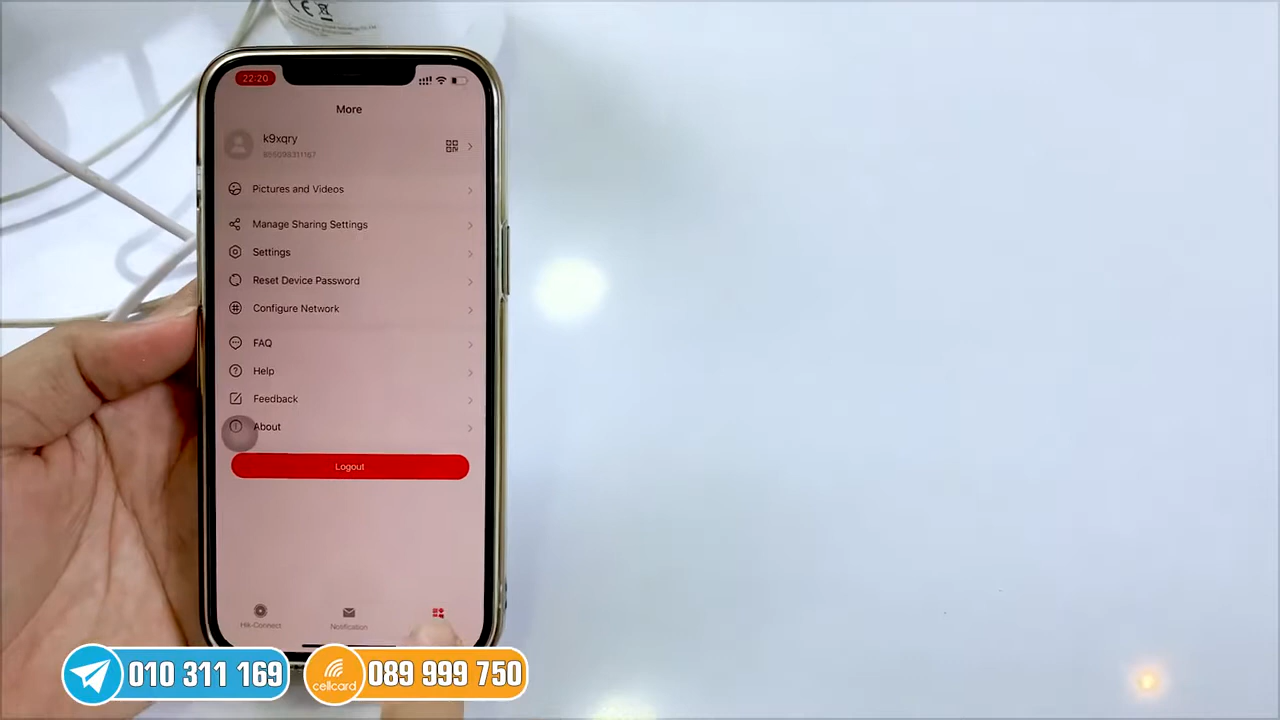 22:20
More
k9xqry
Pictures and Videos
Manage Sharing Settings
Settings
Reset Device Password
Configure Network
FAQ
Help
Feedback
About
Logout
Hik-Connect
Notification
010 311 169
cellcard
089 999 750